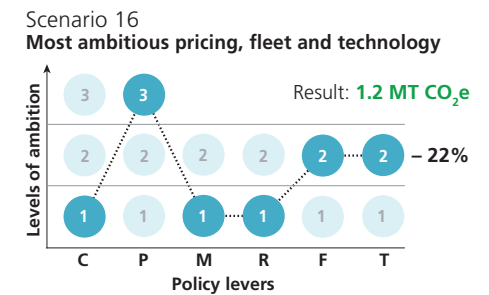 Scenario 16
Most ambitious pricing, fleet and technology
Result: 1.2 MT CO₂e
Levels of ambition
3 3
2 2 2 2 2 2 – 22%
1 1 1 1 1 1
C P M R F T
Policy levers